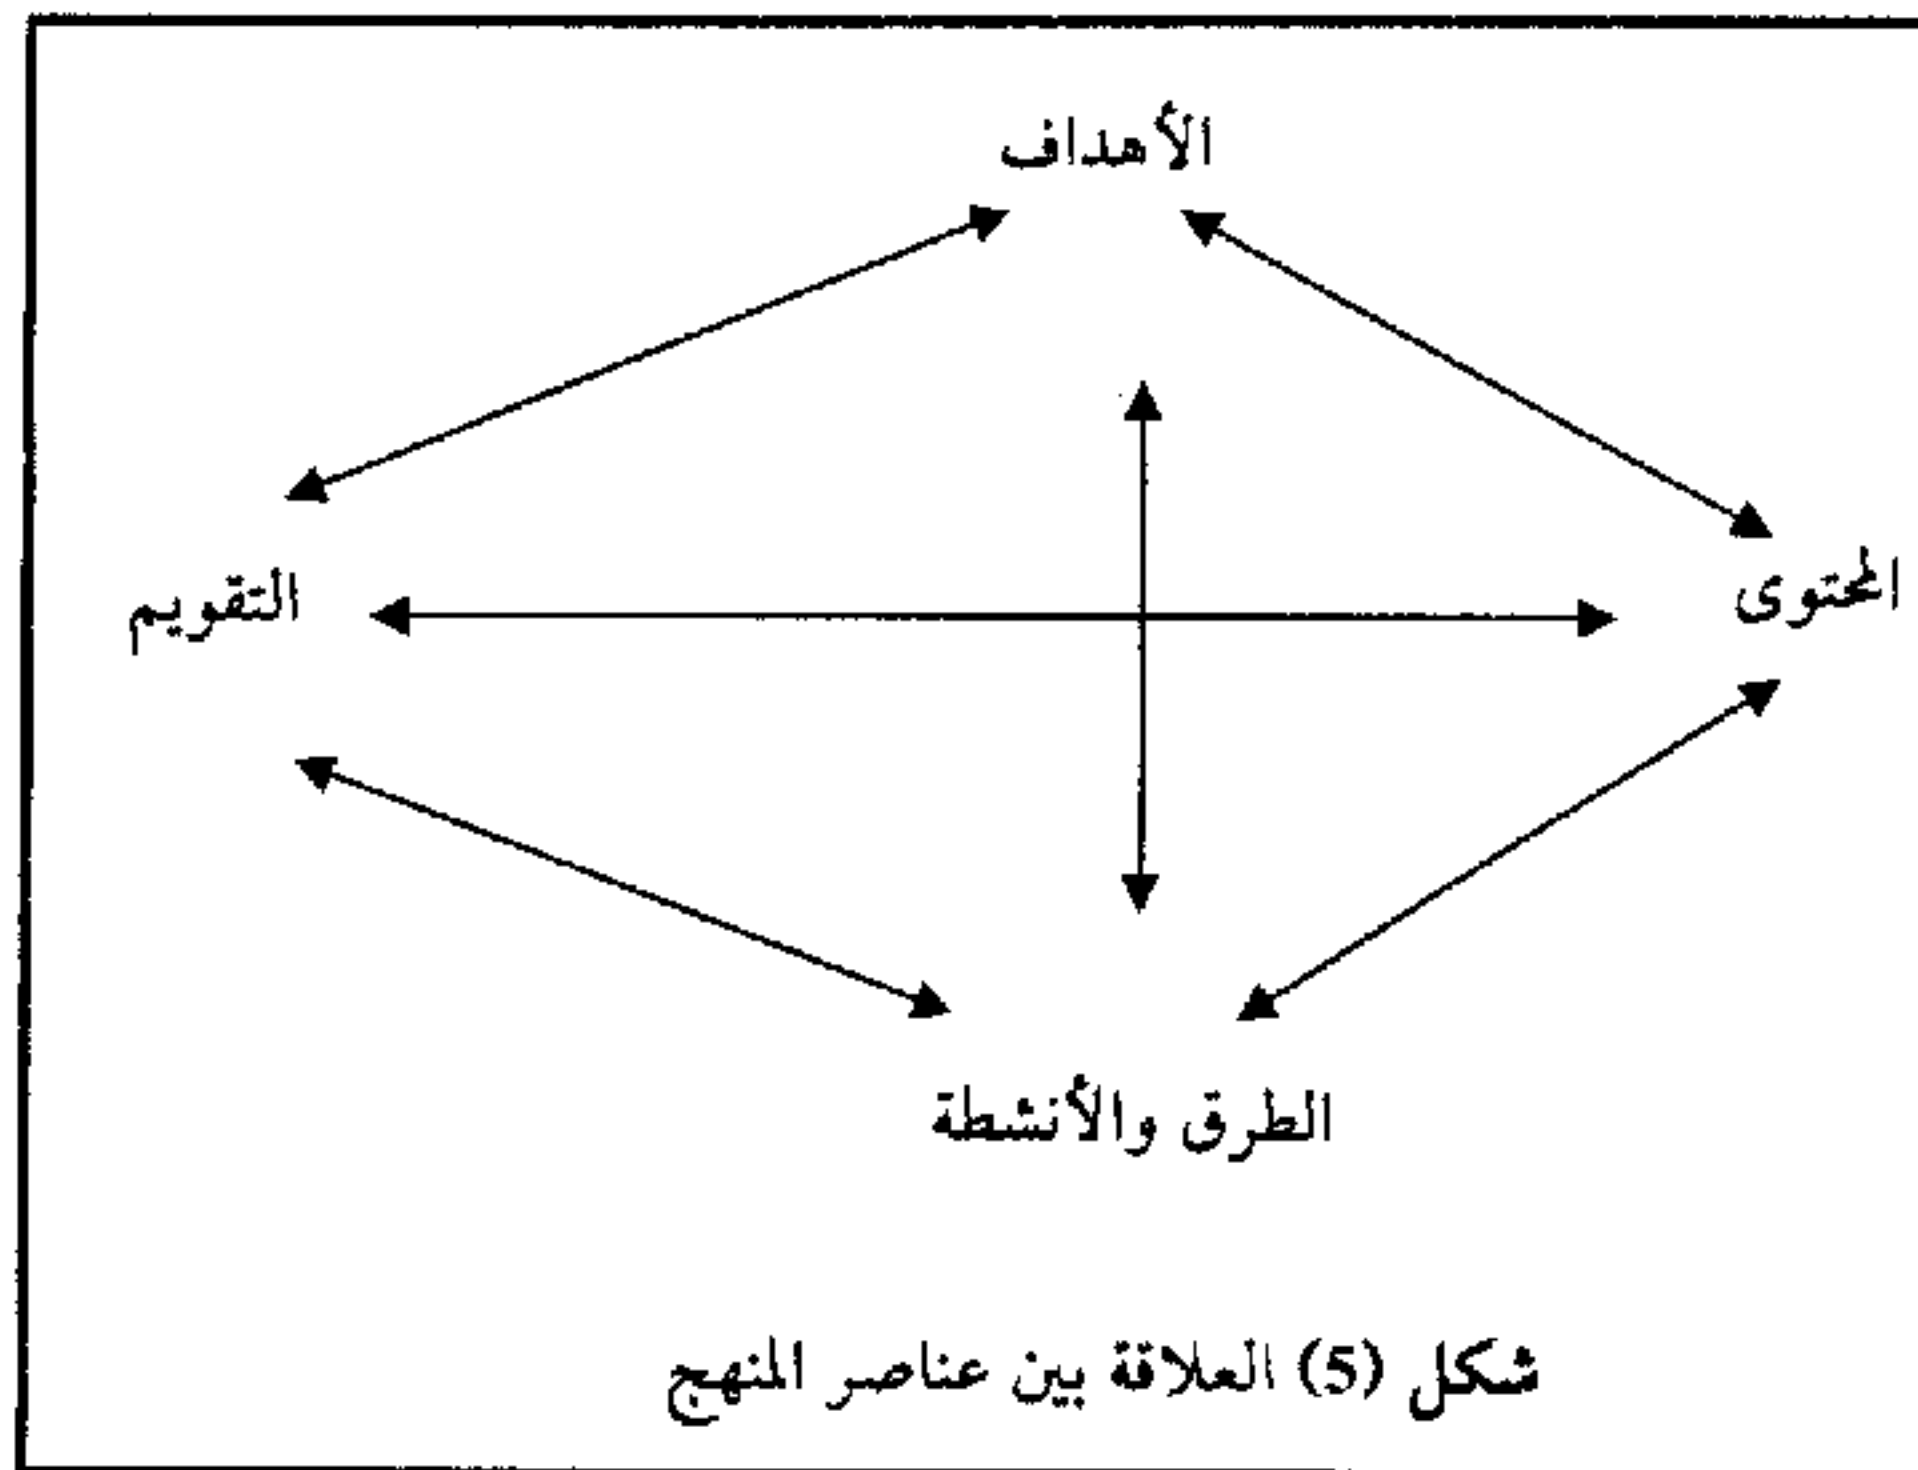 الأهداف
المحتوى
التقويم
الطرق والأنشطة
شكل (5) العلاقة بين عناصر المنهج